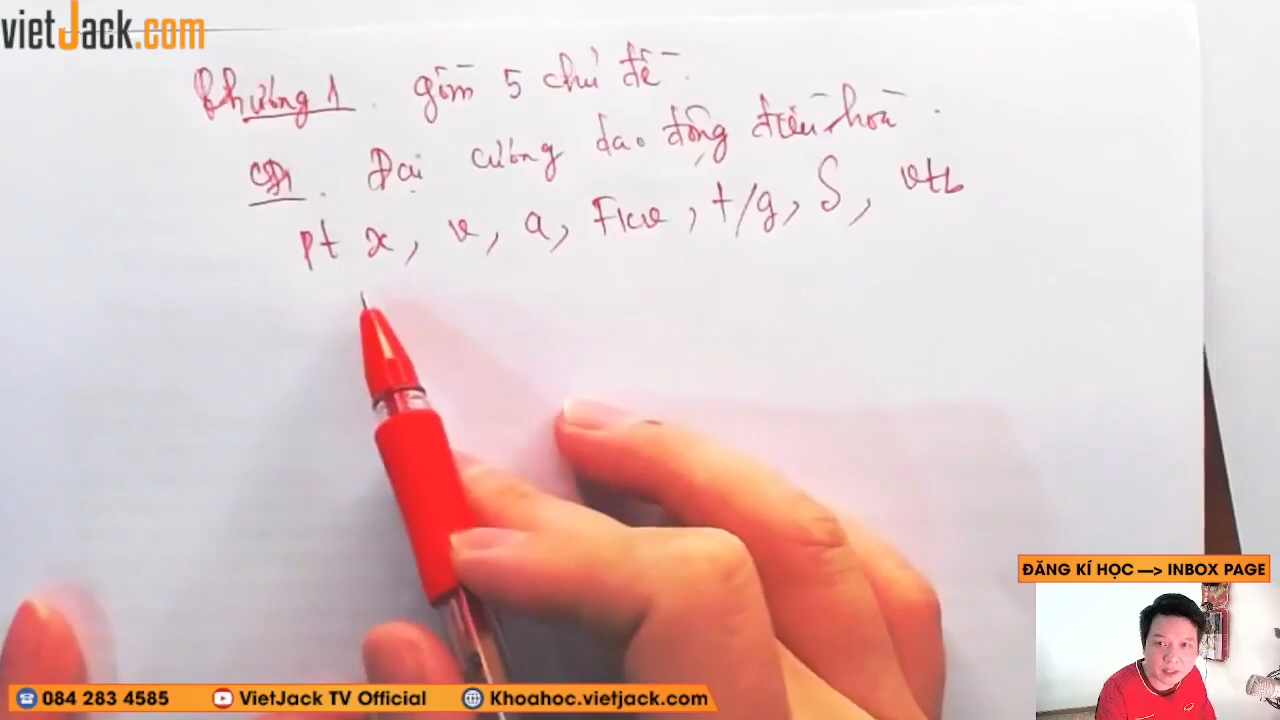 vietJack.com
Chương 1. gồm 5 chủ đề.
CĐ1. Đại cương dao động điều hoà.
pt x, v, a, Fkv, t/g, S, vtb
ĐĂNG KÍ HỌC —> INBOX PAGE
084 283 4585 VietJack TV Official Khoahoc.vietjack.com